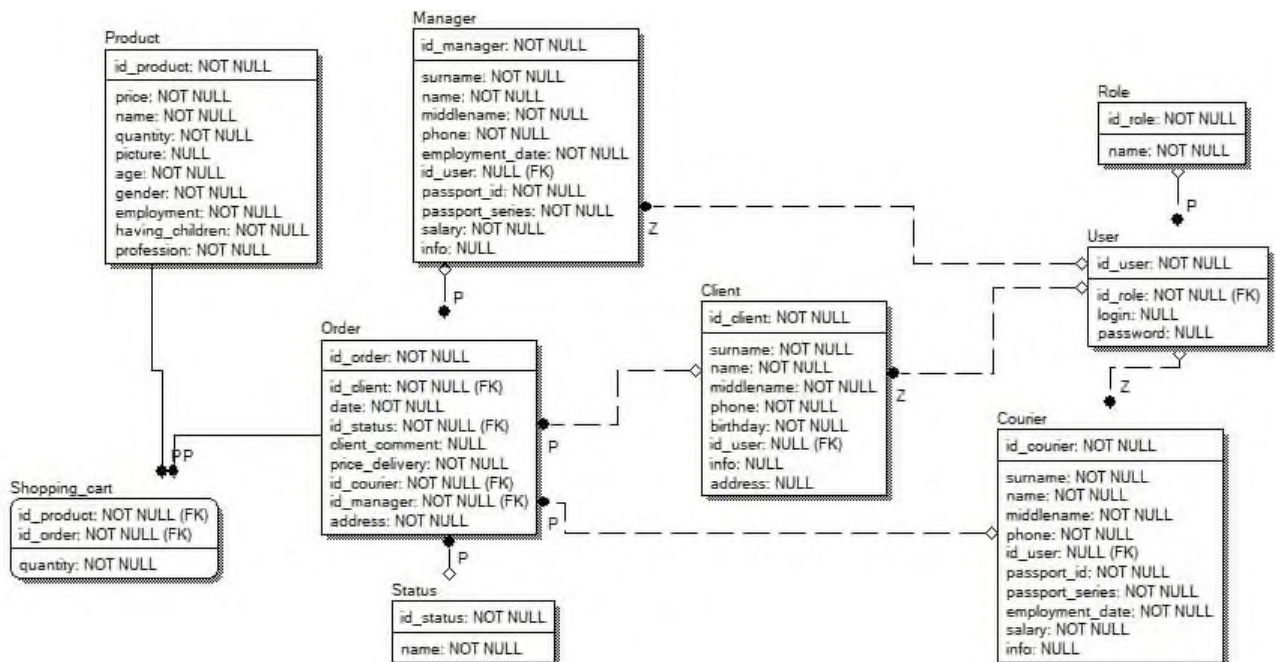 Product
id_product: NOT NULL
price: NOT NULL
name: NOT NULL
quantity: NOT NULL
picture: NULL
age: NOT NULL
gender: NOT NULL
employment: NOT NULL
having_children: NOT NULL
profession: NOT NULL
Manager
id_manager: NOT NULL
surname: NOT NULL
name: NOT NULL
middlename: NOT NULL
phone: NOT NULL
employment_date: NOT NULL
id_user: NULL (FK)
passport_id: NOT NULL
passport_series: NOT NULL
salary: NOT NULL
info: NULL
Role
id_role: NOT NULL
name: NOT NULL
P
Z
User
id_user: NOT NULL
id_role: NOT NULL (FK)
login: NULL
password: NULL
P
Client
id_client: NOT NULL
surname: NOT NULL
name: NOT NULL
middlename: NOT NULL
phone: NOT NULL
birthday: NOT NULL
id_user: NULL (FK)
info: NULL
address: NULL
Z
Z
Order
id_order: NOT NULL
id_client: NOT NULL (FK)
date: NOT NULL
id_status: NOT NULL (FK)
client_comment: NULL
price_delivery: NOT NULL
id_courier: NOT NULL (FK)
id_manager: NOT NULL (FK)
address: NOT NULL
P
P
PP
Courier
id_courier: NOT NULL
surname: NOT NULL
name: NOT NULL
middlename: NOT NULL
phone: NOT NULL
id_user: NULL (FK)
passport_id: NOT NULL
passport_series: NOT NULL
employment_date: NOT NULL
salary: NOT NULL
info: NULL
Shopping_cart
id_product: NOT NULL (FK)
id_order: NOT NULL (FK)
quantity: NOT NULL
P
Status
id_status: NOT NULL
name: NOT NULL